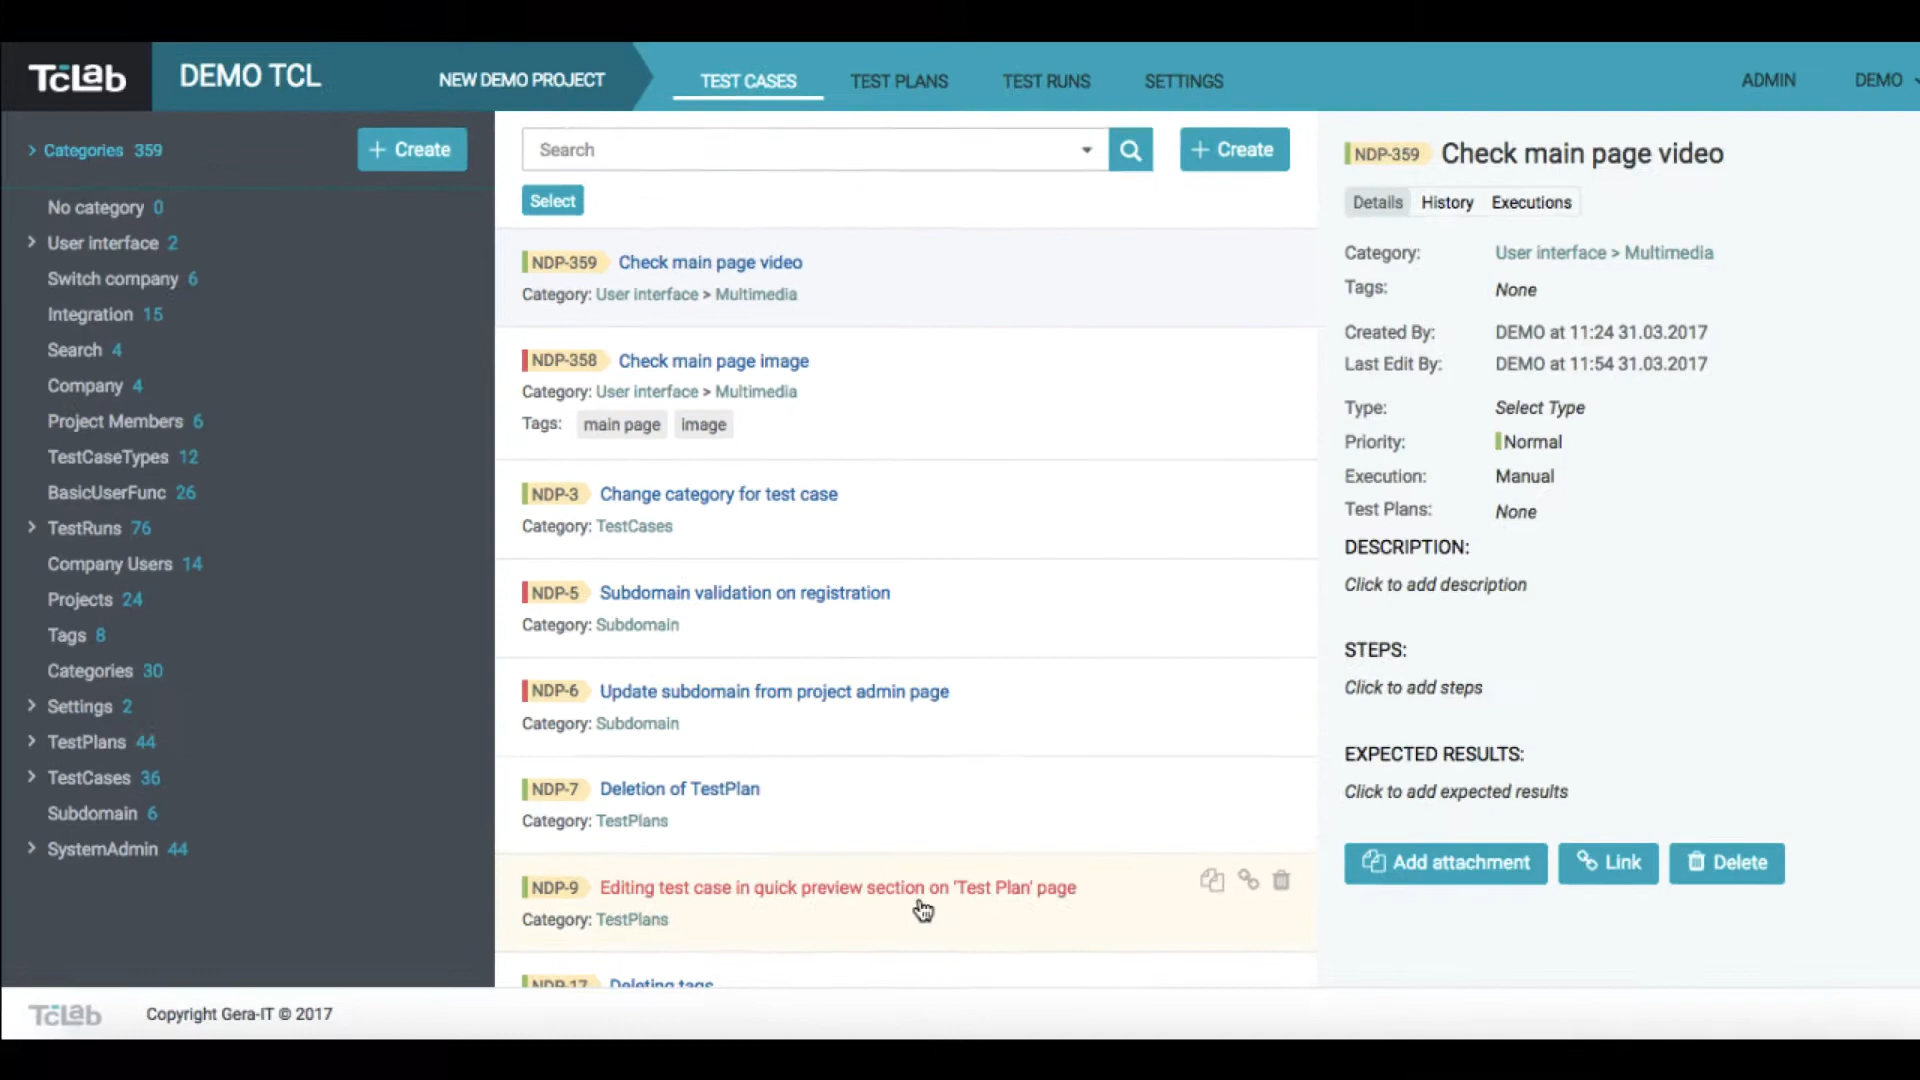 TcLab
DEMO TCL
NEW DEMO PROJECT
TEST CASES
TEST PLANS
TEST RUNS
SETTINGS
ADMIN
DEMO
Categories 359
+ Create
No category 0
User interface 2
Switch company 6
Integration 15
Search 4
Company 4
Project Members 6
TestCaseTypes 12
BasicUserFunc 26
TestRuns 76
Company Users 14
Projects 24
Tags 8
Categories 30
Settings 2
TestPlans 44
TestCases 36
Subdomain 6
SystemAdmin 44
Search
+ Create
Select
NDP-359 Check main page video
Category: User interface > Multimedia
NDP-358 Check main page image
Category: User interface > Multimedia
Tags: main page image
NDP-3 Change category for test case
Category: TestCases
NDP-5 Subdomain validation on registration
Category: Subdomain
NDP-6 Update subdomain from project admin page
Category: Subdomain
NDP-7 Deletion of TestPlan
Category: TestPlans
NDP-9 Editing test case in quick preview section on 'Test Plan' page
Category: TestPlans
NDP-17 Deleting tags
NDP-359 Check main page video
Details History Executions
Category: User interface > Multimedia
Tags: None
Created By: DEMO at 11:24 31.03.2017
Last Edit By: DEMO at 11:54 31.03.2017
Type: Select Type
Priority: Normal
Execution: Manual
Test Plans: None
DESCRIPTION:
Click to add description
STEPS:
Click to add steps
EXPECTED RESULTS:
Click to add expected results
Add attachment
Link
Delete
TcLab
Copyright Gera-IT © 2017